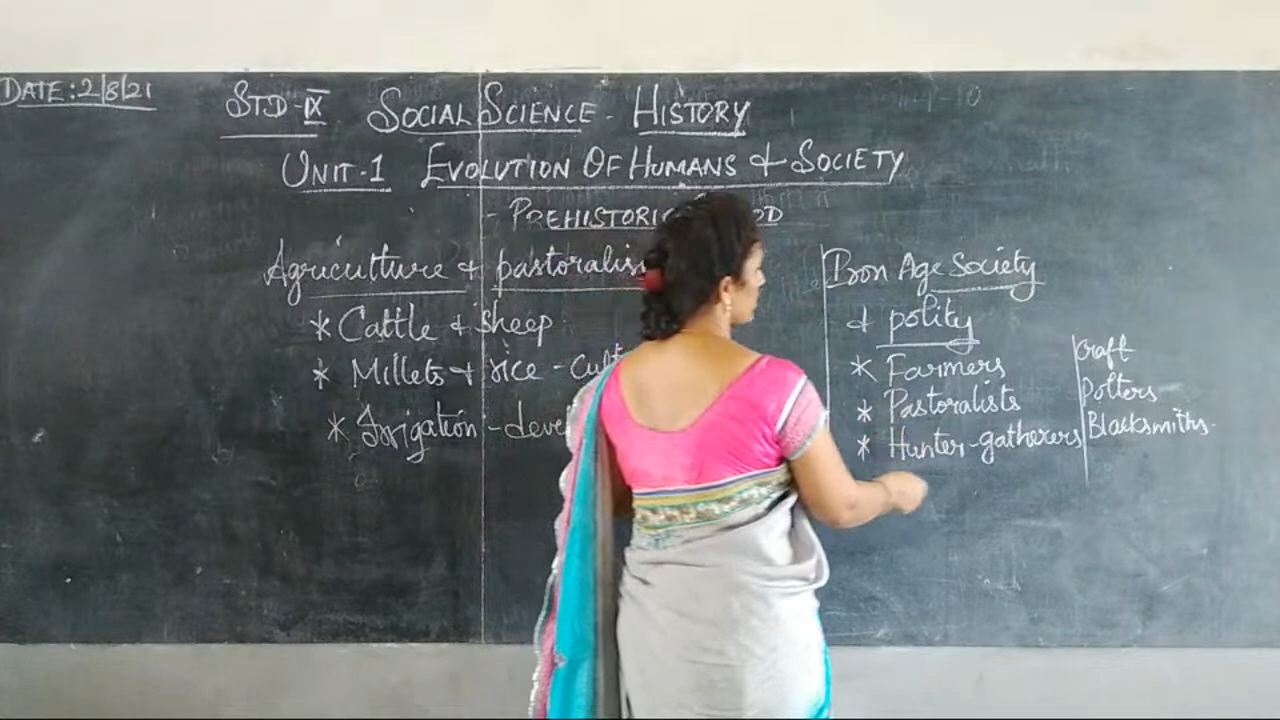 DATE: 2/8/21
STD-IX SOCIAL SCIENCE - HISTORY
UNIT-1 EVOLUTION OF HUMANS & SOCIETY
- PREHISTORIC
Agriculture & pastoralism
* Cattle & sheep
* Millets & rice -
* Irrigation -
Iron Age Society
& polity
* Farmers
* Pastoralists
* Hunter-gatherers
Craft
Potters
Blacksmiths.